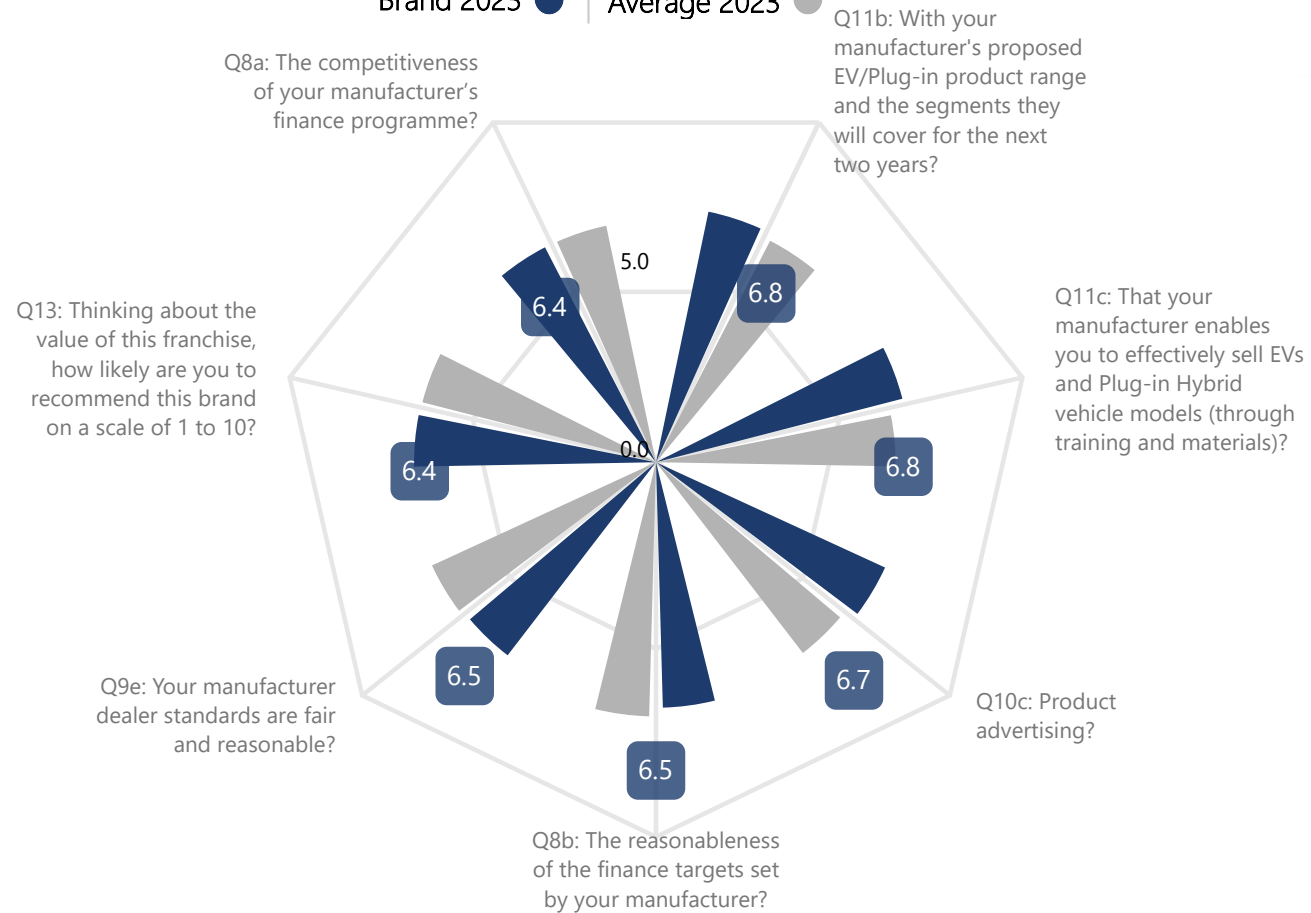 Brand 2023
Average 2023
Q11b: With your
manufacturer's proposed
EV/Plug-in product range
and the segments they
will cover for the next
two years?
Q8a: The competitiveness
of your manufacturer’s
finance programme?
5.0
6.4
6.8
Q11c: That your
manufacturer enables
you to effectively sell EVs
and Plug-in Hybrid
vehicle models (through
training and materials)?
Q13: Thinking about the
value of this franchise,
how likely are you to
recommend this brand
on a scale of 1 to 10?
0.0
6.4
6.8
Q9e: Your manufacturer
dealer standards are fair
and reasonable?
6.5
6.7
Q10c: Product
advertising?
6.5
Q8b: The reasonableness
of the finance targets set
by your manufacturer?